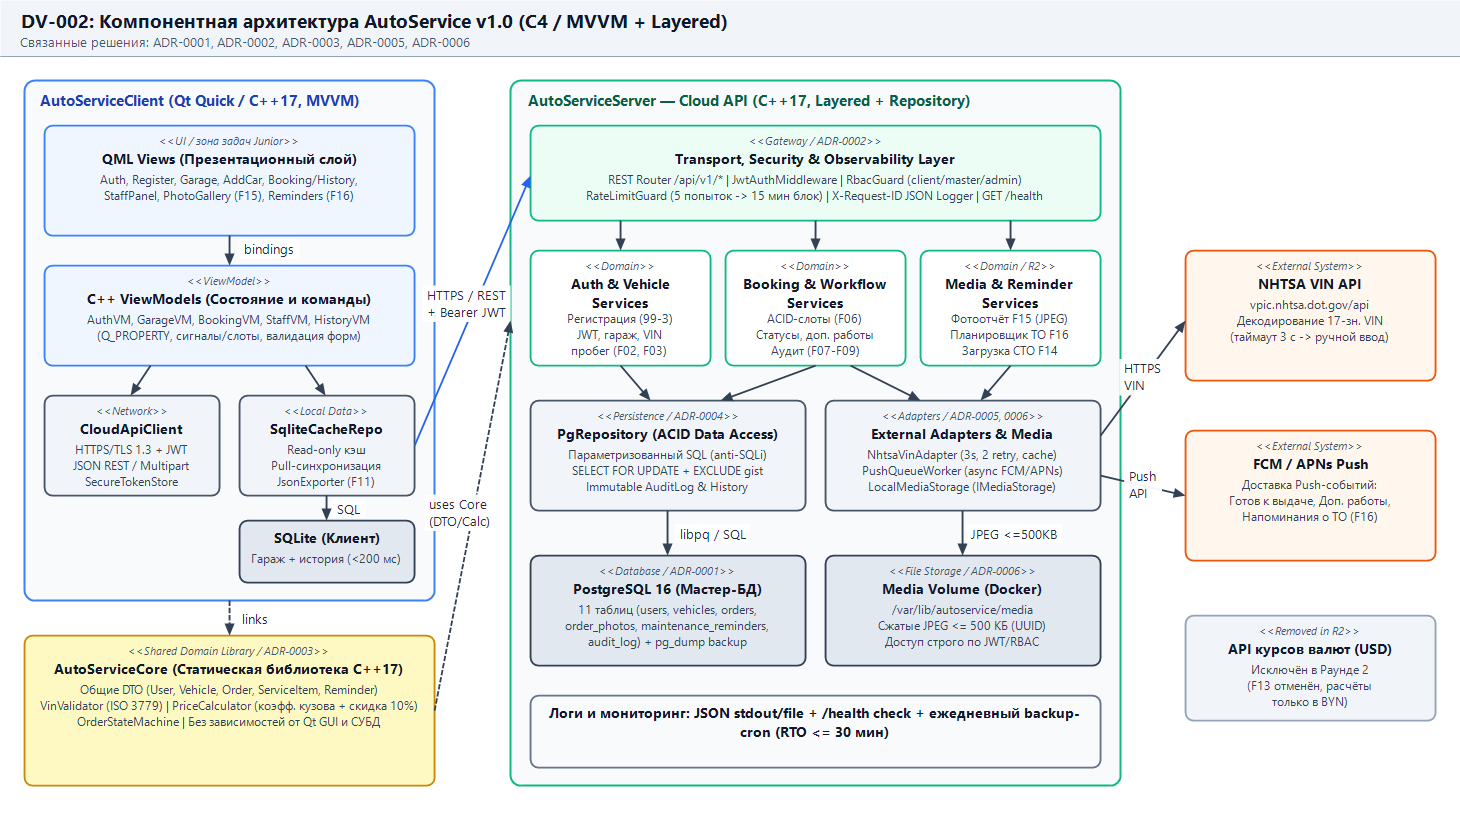 DV-002: Компонентная архитектура AutoService v1.0 (C4 / MVVM + Layered)
Связанные решения: ADR-0001, ADR-0002, ADR-0003, ADR-0005, ADR-0006
AutoServiceClient (Qt Quick / C++17, MVVM)
<<UI / зона задач Junior>>
QML Views (Презентационный слой)
Auth, Register, Garage, AddCar, Booking/History,
StaffPanel, PhotoGallery (F15), Reminders (F16)
bindings
<<ViewModel>>
C++ ViewModels (Состояние и команды)
AuthVM, GarageVM, BookingVM, StaffVM, HistoryVM
(Q_PROPERTY, сигналы/слоты, валидация форм)
<<Network>>
CloudApiClient
HTTPS/TLS 1.3 + JWT
JSON REST / Multipart
SecureTokenStore
<<Local Data>>
SqliteCacheRepo
Read-only кэш
Pull-синхронизация
JsonExporter (F11)
SQL
SQLite (Клиент)
Гараж + история (<200 мс)
links
<<Shared Domain Library / ADR-0003>>
AutoServiceCore (Статическая библиотека C++17)
Общие DTO (User, Vehicle, Order, ServiceItem, Reminder)
VinValidator (ISO 3779) | PriceCalculator (коэфф. кузова + скидка 10%)
OrderStateMachine | Без зависимостей от Qt GUI и СУБД
HTTPS / REST
+ Bearer JWT
uses Core
(DTO/Calc)
AutoServiceServer — Cloud API (C++17, Layered + Repository)
<<Gateway / ADR-0002>>
Transport, Security & Observability Layer
REST Router /api/v1/* | JwtAuthMiddleware | RbacGuard (client/master/admin)
RateLimitGuard (5 попыток -> 15 мин блок) | X-Request-ID JSON Logger | GET /health
<<Domain>>
Auth & Vehicle
Services
Регистрация (99-З)
JWT, гараж, VIN
пробег (F02, F03)
<<Domain>>
Booking & Workflow
Services
ACID-слоты (F06)
Статусы, доп. работы
Аудит (F07-F09)
<<Domain / R2>>
Media & Reminder
Services
Фотоотчёт F15 (JPEG)
Планировщик ТО F16
Загрузка СТО F14
<<Persistence / ADR-0004>>
PgRepository (ACID Data Access)
Параметризованный SQL (anti-SQLi)
SELECT FOR UPDATE + EXCLUDE gist
Immutable AuditLog & History
<<Adapters / ADR-0005, 0006>>
External Adapters & Media
NhtsaVinAdapter (3s, 2 retry, cache)
PushQueueWorker (async FCM/APNs)
LocalMediaStorage (IMediaStorage)
libpq / SQL
JPEG <=500KB
<<Database / ADR-0001>>
PostgreSQL 16 (Мастер-БД)
11 таблиц (users, vehicles, orders,
order_photos, maintenance_reminders,
audit_log) + pg_dump backup
<<File Storage / ADR-0006>>
Media Volume (Docker)
/var/lib/autoservice/media
Сжатые JPEG <= 500 КБ (UUID)
Доступ строго по JWT/RBAC
Логи и мониторинг: JSON stdout/file + /health check + ежедневный backup-
cron (RTO <= 30 мин)
HTTPS
VIN
Push
API
<<External System>>
NHTSA VIN API
vpic.nhtsa.dot.gov/api
Декодирование 17-зн. VIN
(таймаут 3 с -> ручной ввод)
<<External System>>
FCM / APNs Push
Доставка Push-событий:
Готов к выдаче, Доп. работы,
Напоминания о ТО (F16)
<<Removed in R2>>
API курсов валют (USD)
Исключён в Раунде 2
(F13 отменён, расчёты
только в BYN)